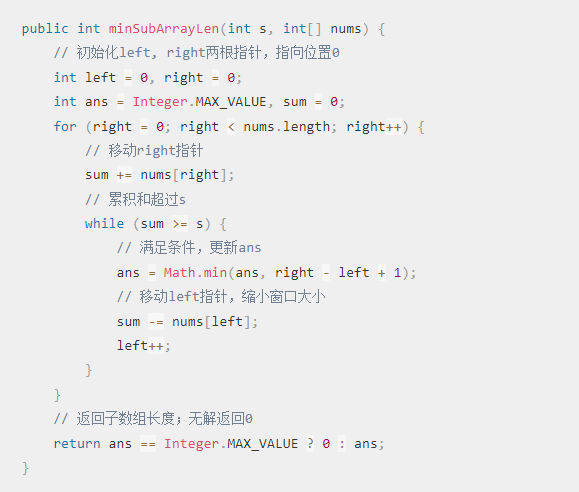 public int minSubArrayLen(int s, int[] nums) {
    // 初始化left, right两根指针，指向位置0
    int left = 0, right = 0;
    int ans = Integer.MAX_VALUE, sum = 0;
    for (right = 0; right < nums.length; right++) {
        // 移动right指针
        sum += nums[right];
        // 累积和超过s
        while (sum >= s) {
            // 满足条件，更新ans
            ans = Math.min(ans, right - left + 1);
            // 移动left指针，缩小窗口大小
            sum -= nums[left];
            left++;
        }
    }
    // 返回子数组长度；无解返回0
    return ans == Integer.MAX_VALUE ? 0 : ans;
}